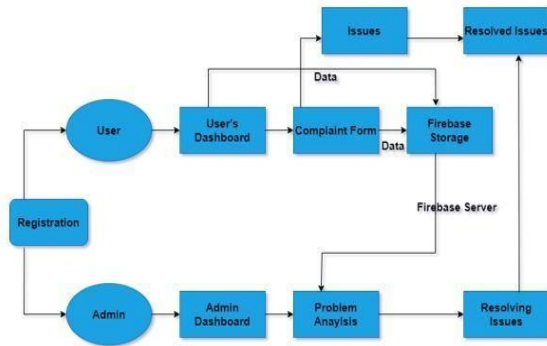 Issues
Resolved Issues
Data
User
User's
Dashboard
Complaint Form
Data
Firebase
Storage
Registration
Firebase Server
Admin
Admin
Dashboard
Problem
Anayisis
Resolving
Issues